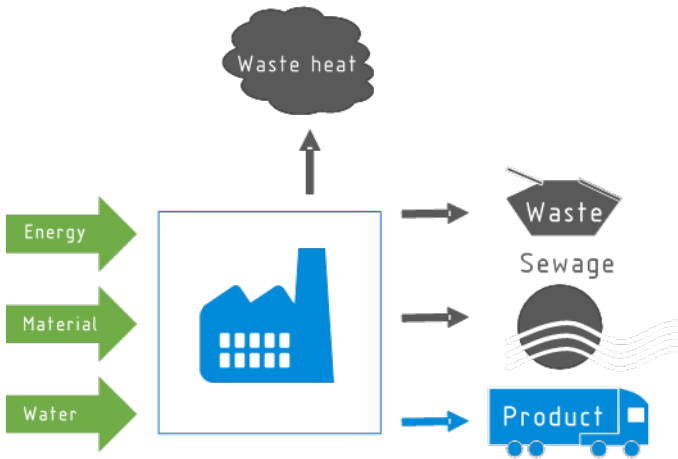 Waste heat
Energy
Material
Water
Waste
Sewage
Product